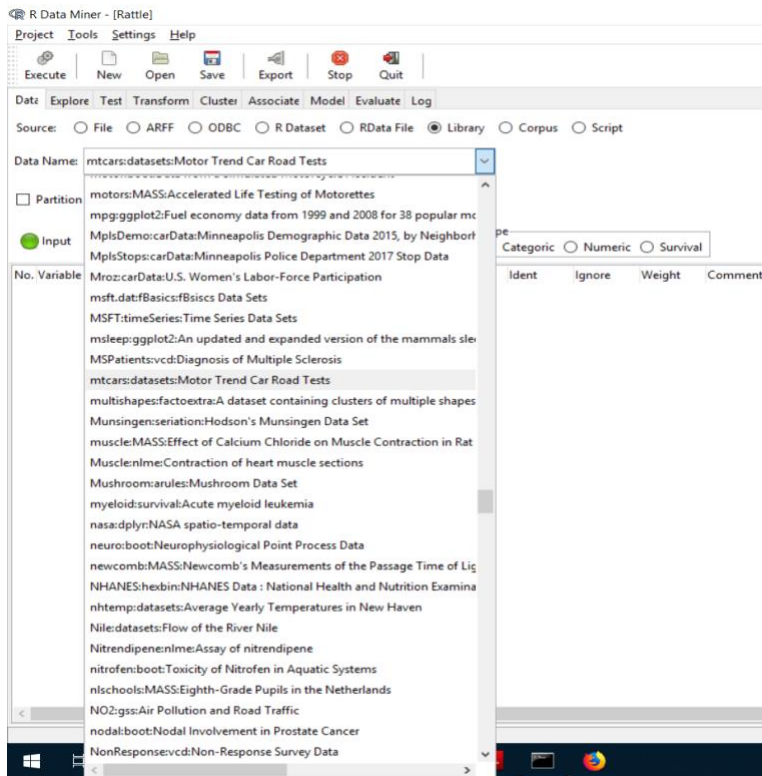 R Data Miner - [Rattle]
Project Tools Settings Help
Execute New Open Save Export Stop Quit
Data Explore Test Transform Cluster Associate Model Evaluate Log
Source: File ARFF ODBC R Dataset RData File Library Corpus Script
Data Name: mtcars:datasets:Motor Trend Car Road Tests
Partition
motors:MASS:Accelerated Life Testing of Motorettes
mpg:ggplot2:Fuel economy data from 1999 and 2008 for 38 popular mc
Input
MplsDemo:carData:Minneapolis Demographic Data 2015, by Neighborh
pe
Categoric Numeric Survival
MplsStops:carData:Minneapolis Police Department 2017 Stop Data
No. Variable
Mroz:carData:U.S. Women's Labor-Force Participation
Ident Ignore Weight Comment
msft.dat:fBasics:fBsiscs Data Sets
MSFT:timeSeries:Time Series Data Sets
msleep:ggplot2:An updated and expanded version of the mammals slee
MSPatients:vcd:Diagnosis of Multiple Sclerosis
mtcars:datasets:Motor Trend Car Road Tests
multishapes:factoextra:A dataset containing clusters of multiple shapes
Munsingen:seriation:Hodson's Munsingen Data Set
muscle:MASS:Effect of Calcium Chloride on Muscle Contraction in Rat
Muscle:nlme:Contraction of heart muscle sections
Mushroom:arules:Mushroom Data Set
myeloid:survival:Acute myeloid leukemia
nasa:dplyr:NASA spatio-temporal data
neuro:boot:Neurophysiological Point Process Data
newcomb:MASS:Newcomb's Measurements of the Passage Time of Lig
NHANES:hexbin:NHANES Data : National Health and Nutrition Examina
nhtemp:datasets:Average Yearly Temperatures in New Haven
Nile:datasets:Flow of the River Nile
Nitrendipene:nlme:Assay of nitrendipene
nitrofen:boot:Toxicity of Nitrofen in Aquatic Systems
nlschools:MASS:Eighth-Grade Pupils in the Netherlands
NO2:gss:Air Pollution and Road Traffic
nodal:boot:Nodal Involvement in Prostate Cancer
NonResponse:vcd:Non-Response Survey Data